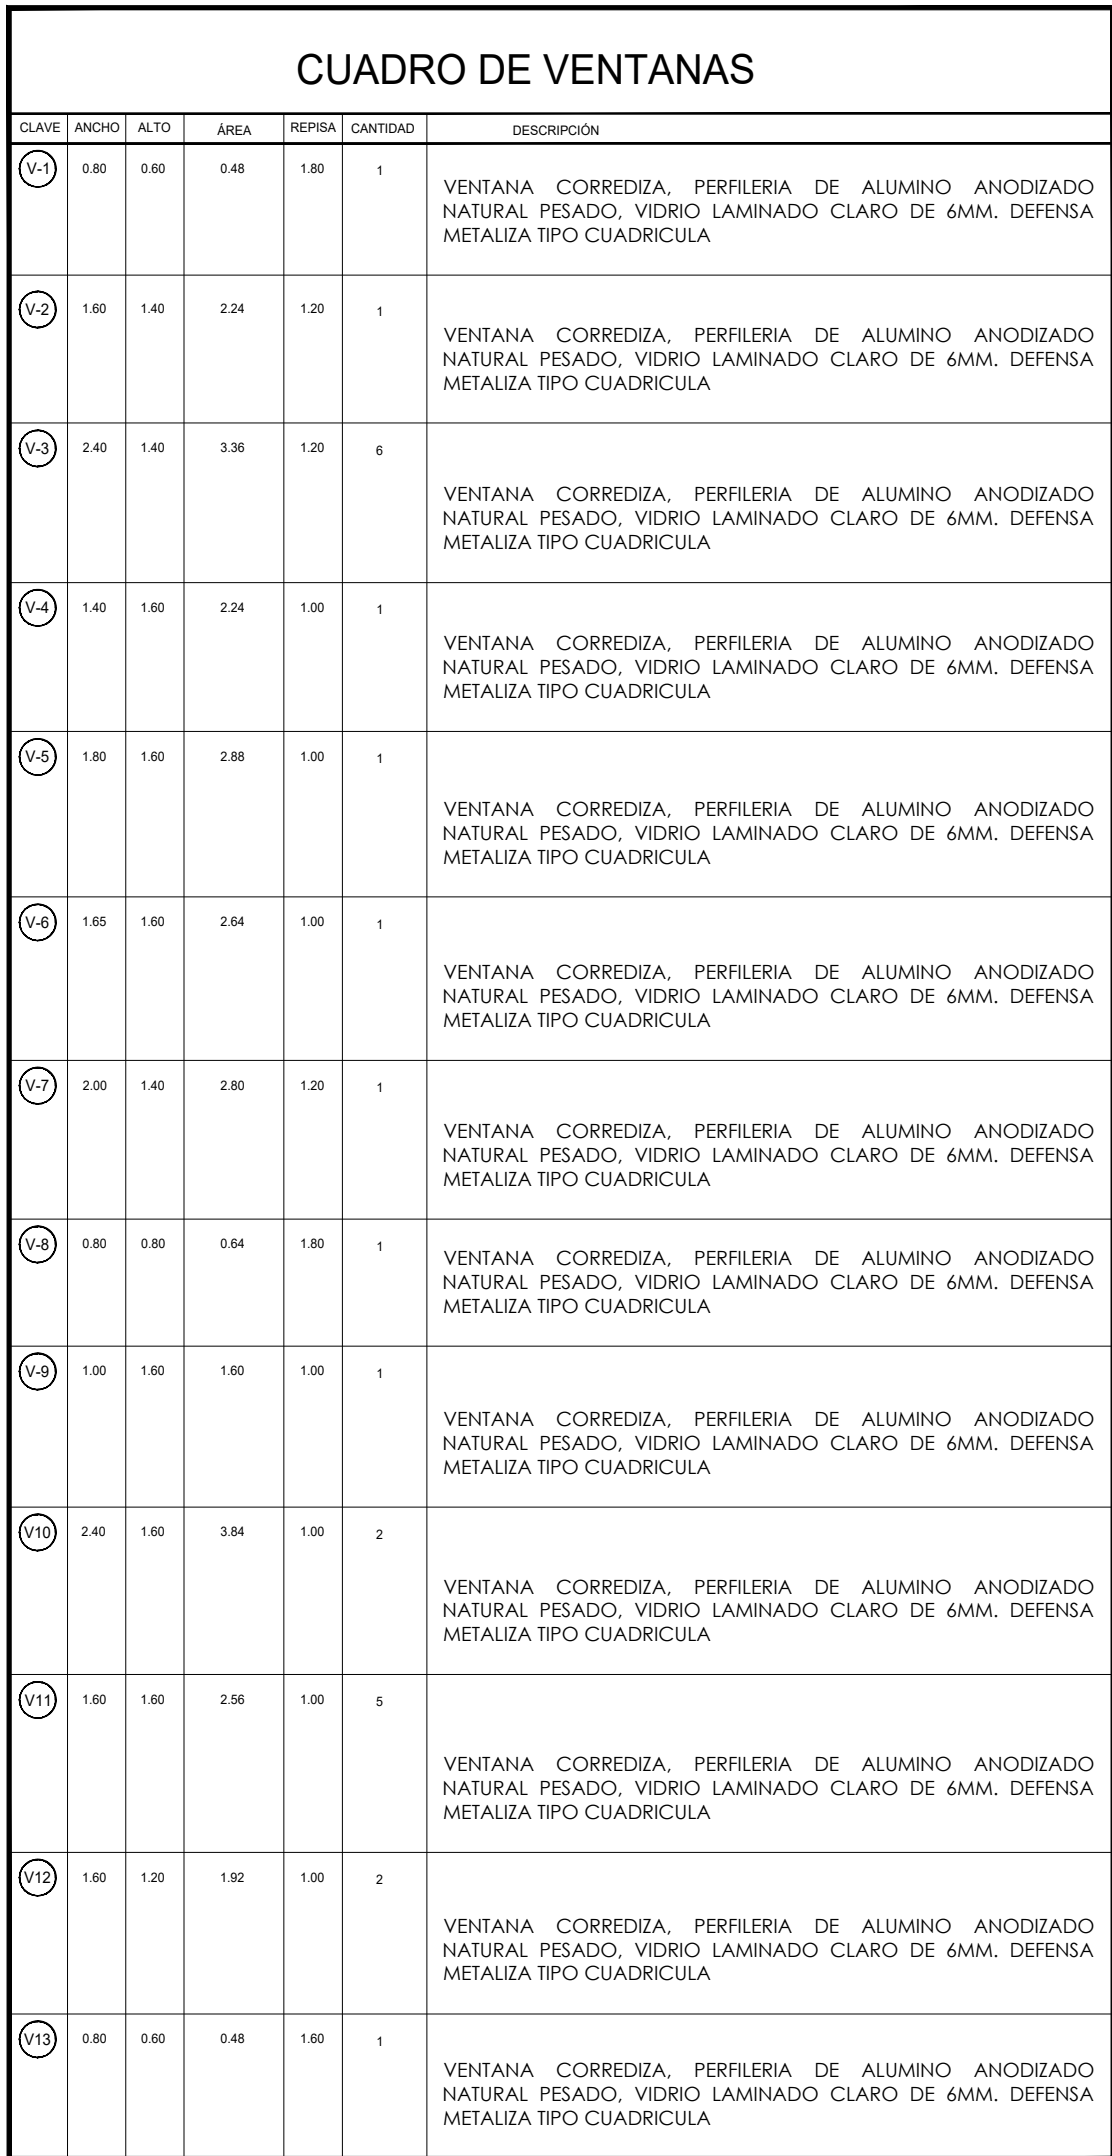 CUADRO DE VENTANAS
CLAVE ANCHO ALTO ÁREA REPISA CANTIDAD DESCRIPCIÓN
V-1 0.80 0.60 0.48 1.80 1
VENTANA CORREDIZA, PERFILERIA DE ALUMINO ANODIZADO
NATURAL PESADO, VIDRIO LAMINADO CLARO DE 6MM. DEFENSA
METALIZA TIPO CUADRICULA
V-2 1.60 1.40 2.24 1.20 1
VENTANA CORREDIZA, PERFILERIA DE ALUMINO ANODIZADO
NATURAL PESADO, VIDRIO LAMINADO CLARO DE 6MM. DEFENSA
METALIZA TIPO CUADRICULA
V-3 2.40 1.40 3.36 1.20 6
VENTANA CORREDIZA, PERFILERIA DE ALUMINO ANODIZADO
NATURAL PESADO, VIDRIO LAMINADO CLARO DE 6MM. DEFENSA
METALIZA TIPO CUADRICULA
V-4 1.40 1.60 2.24 1.00 1
VENTANA CORREDIZA, PERFILERIA DE ALUMINO ANODIZADO
NATURAL PESADO, VIDRIO LAMINADO CLARO DE 6MM. DEFENSA
METALIZA TIPO CUADRICULA
V-5 1.80 1.60 2.88 1.00 1
VENTANA CORREDIZA, PERFILERIA DE ALUMINO ANODIZADO
NATURAL PESADO, VIDRIO LAMINADO CLARO DE 6MM. DEFENSA
METALIZA TIPO CUADRICULA
V-6 1.65 1.60 2.64 1.00 1
VENTANA CORREDIZA, PERFILERIA DE ALUMINO ANODIZADO
NATURAL PESADO, VIDRIO LAMINADO CLARO DE 6MM. DEFENSA
METALIZA TIPO CUADRICULA
V-7 2.00 1.40 2.80 1.20 1
VENTANA CORREDIZA, PERFILERIA DE ALUMINO ANODIZADO
NATURAL PESADO, VIDRIO LAMINADO CLARO DE 6MM. DEFENSA
METALIZA TIPO CUADRICULA
V-8 0.80 0.80 0.64 1.80 1
VENTANA CORREDIZA, PERFILERIA DE ALUMINO ANODIZADO
NATURAL PESADO, VIDRIO LAMINADO CLARO DE 6MM. DEFENSA
METALIZA TIPO CUADRICULA
V-9 1.00 1.60 1.60 1.00 1
VENTANA CORREDIZA, PERFILERIA DE ALUMINO ANODIZADO
NATURAL PESADO, VIDRIO LAMINADO CLARO DE 6MM. DEFENSA
METALIZA TIPO CUADRICULA
V10 2.40 1.60 3.84 1.00 2
VENTANA CORREDIZA, PERFILERIA DE ALUMINO ANODIZADO
NATURAL PESADO, VIDRIO LAMINADO CLARO DE 6MM. DEFENSA
METALIZA TIPO CUADRICULA
V11 1.60 1.60 2.56 1.00 5
VENTANA CORREDIZA, PERFILERIA DE ALUMINO ANODIZADO
NATURAL PESADO, VIDRIO LAMINADO CLARO DE 6MM. DEFENSA
METALIZA TIPO CUADRICULA
V12 1.60 1.20 1.92 1.00 2
VENTANA CORREDIZA, PERFILERIA DE ALUMINO ANODIZADO
NATURAL PESADO, VIDRIO LAMINADO CLARO DE 6MM. DEFENSA
METALIZA TIPO CUADRICULA
V13 0.80 0.60 0.48 1.60 1
VENTANA CORREDIZA, PERFILERIA DE ALUMINO ANODIZADO
NATURAL PESADO, VIDRIO LAMINADO CLARO DE 6MM. DEFENSA
METALIZA TIPO CUADRICULA